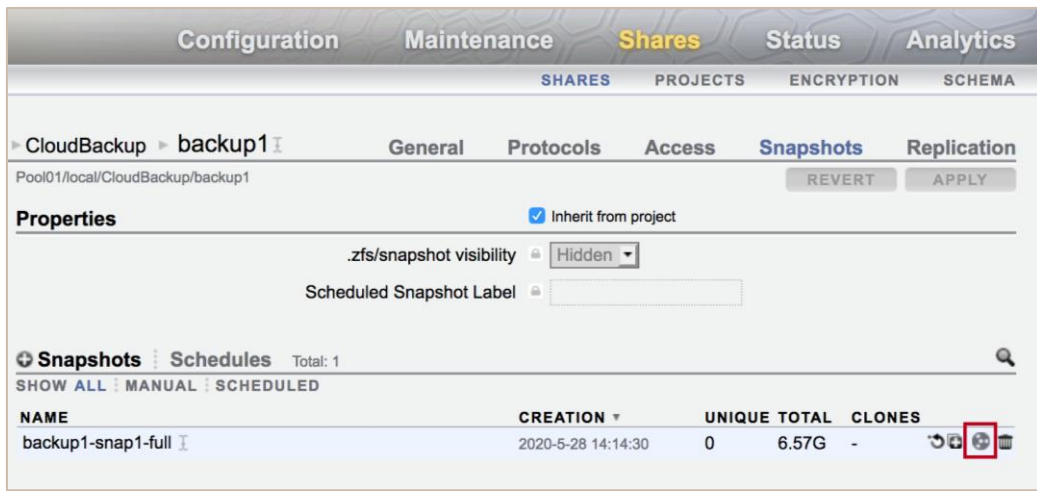 Configuration Maintenance Shares Status Analytics
SHARES PROJECTS ENCRYPTION SCHEMA
CloudBackup backup1 General Protocols Access Snapshots Replication
Pool01/local/CloudBackup/backup1 REVERT APPLY
Properties Inherit from project
.zfs/snapshot visibility Hidden
Scheduled Snapshot Label
Snapshots Schedules Total: 1
SHOW ALL MANUAL SCHEDULED
NAME CREATION UNIQUE TOTAL CLONES
backup1-snap1-full 2020-5-28 14:14:30 0 6.57G -